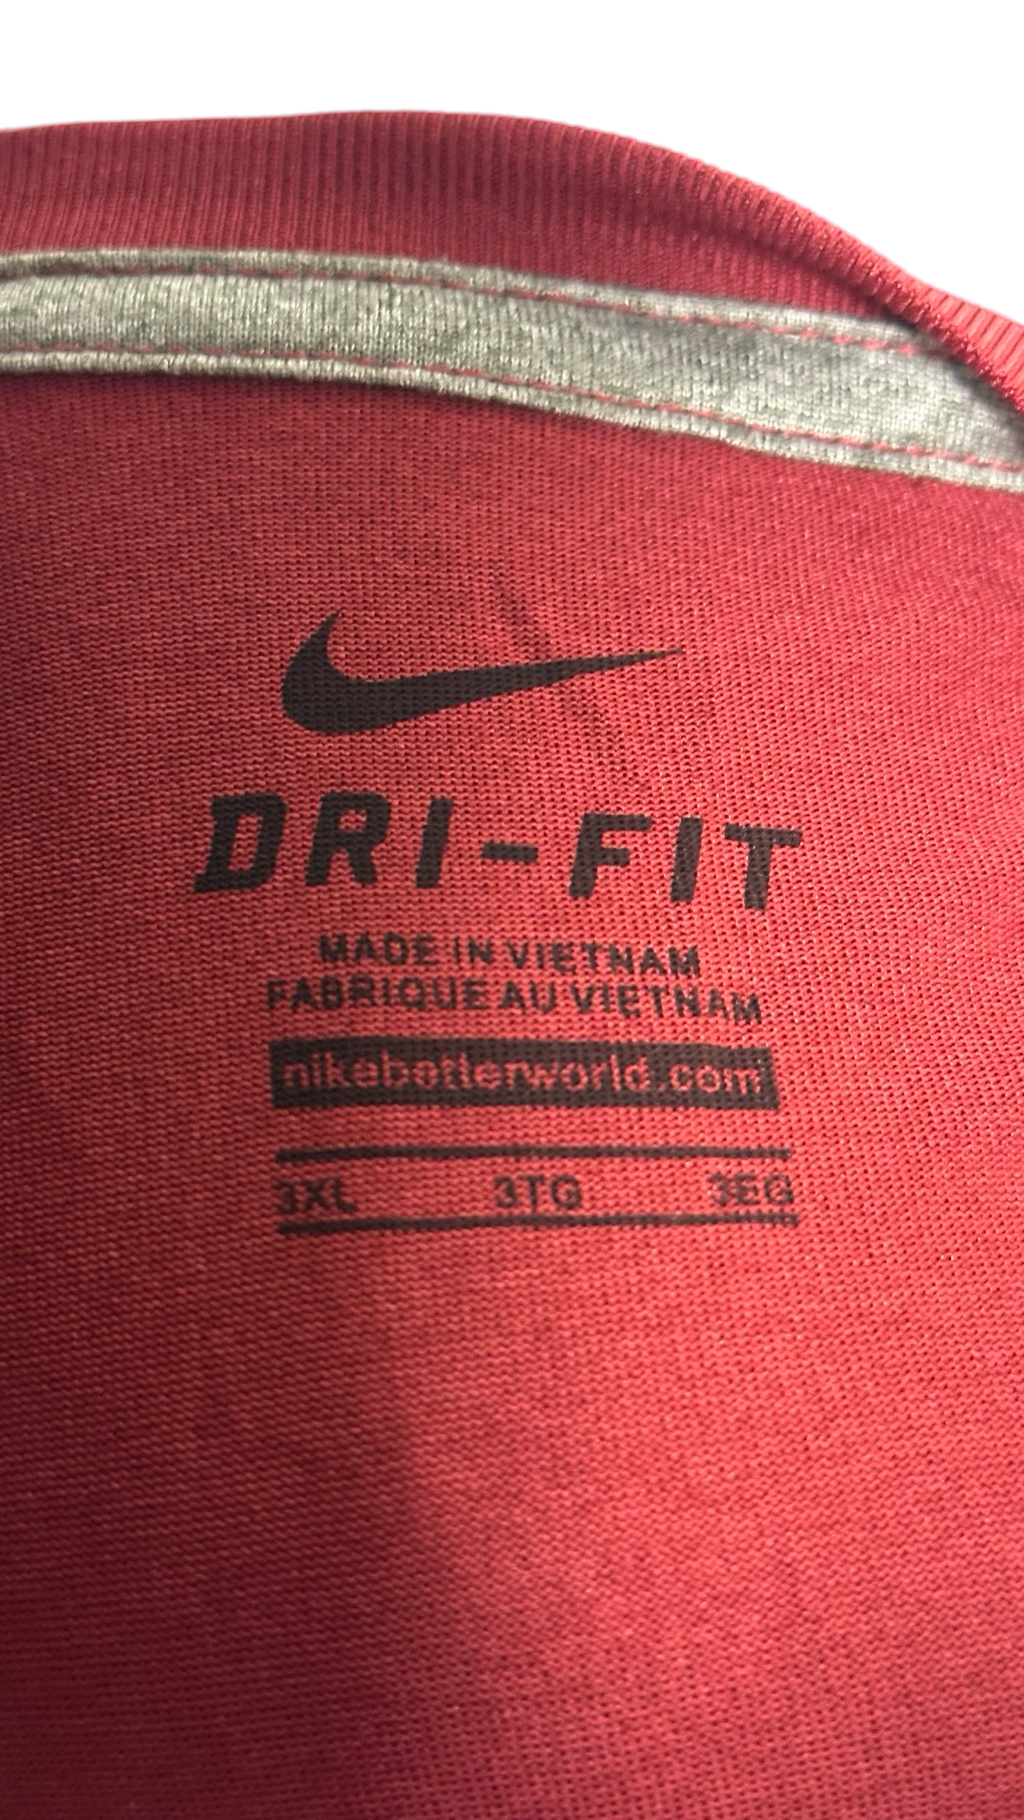 DRI-FIT
MADE IN VIETNAM
FABRIQUE AU VIETNAM
nikebetterworld.com
3XL 3TG 3EG